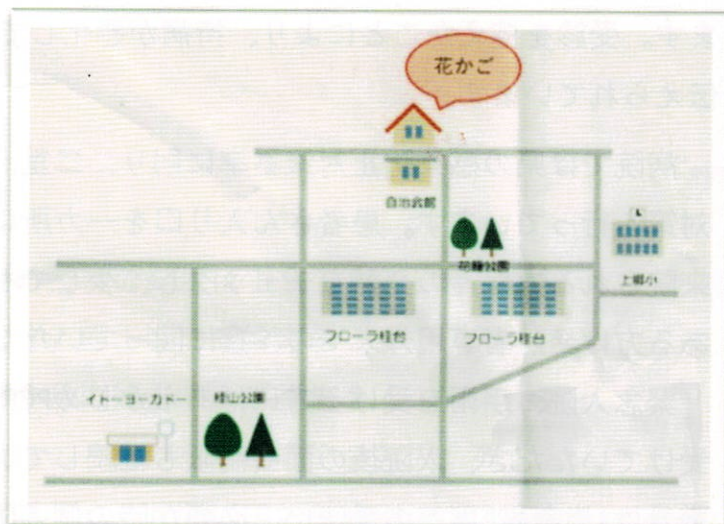 花かご
自治会館
花鐘公園
上郷小
フローラ桂台
フローラ桂台
イトーヨーカドー
桂山公園